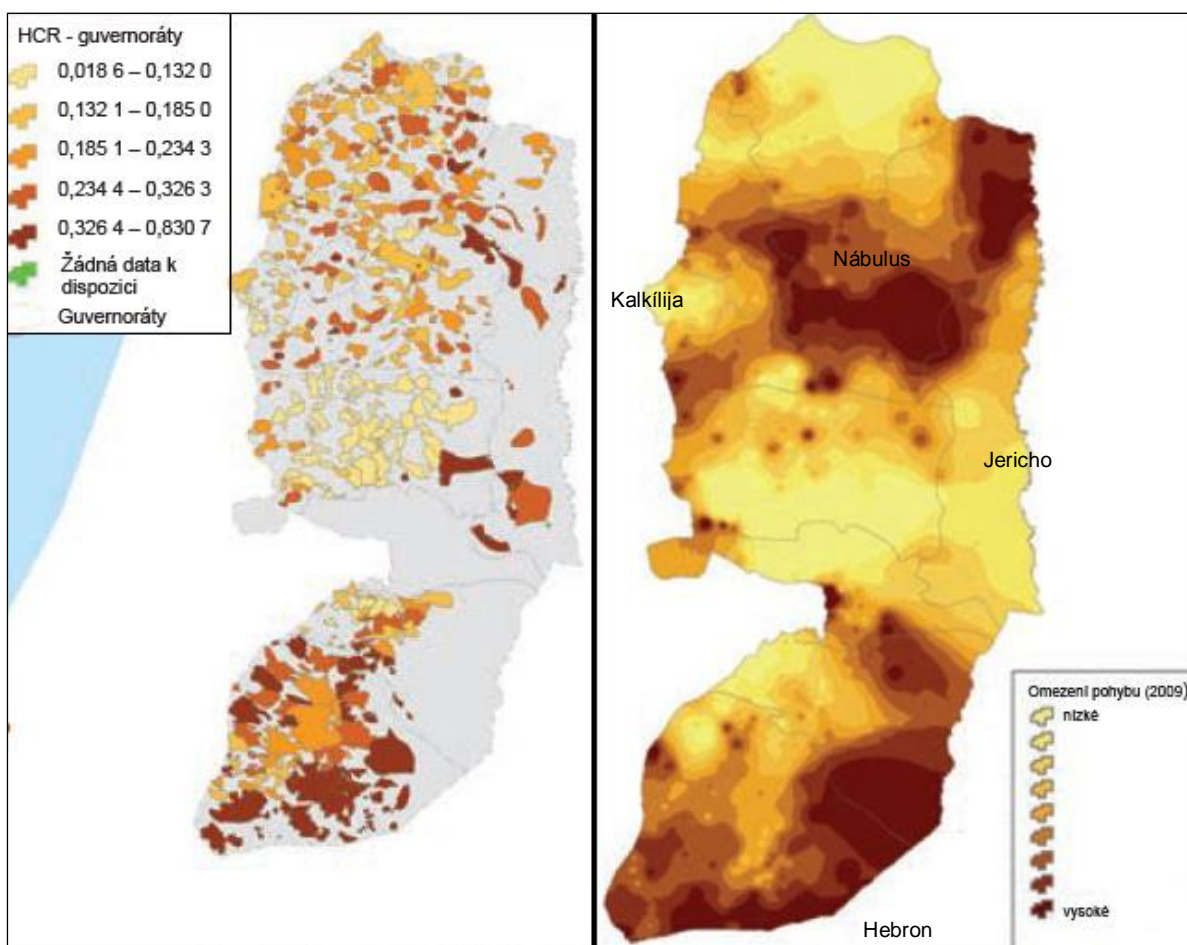 HCR - guvernoráty
0,018 6 – 0,132 0
0,132 1 – 0,185 0
0,185 1 – 0,234 3
0,234 4 – 0,326 3
0,326 4 – 0,830 7
Žádná data k
dispozici
Guvernoráty
Nábulus
Kalkílija
Jericho
Hebron
Omezení pohybu (2009)
nízké
vysoké